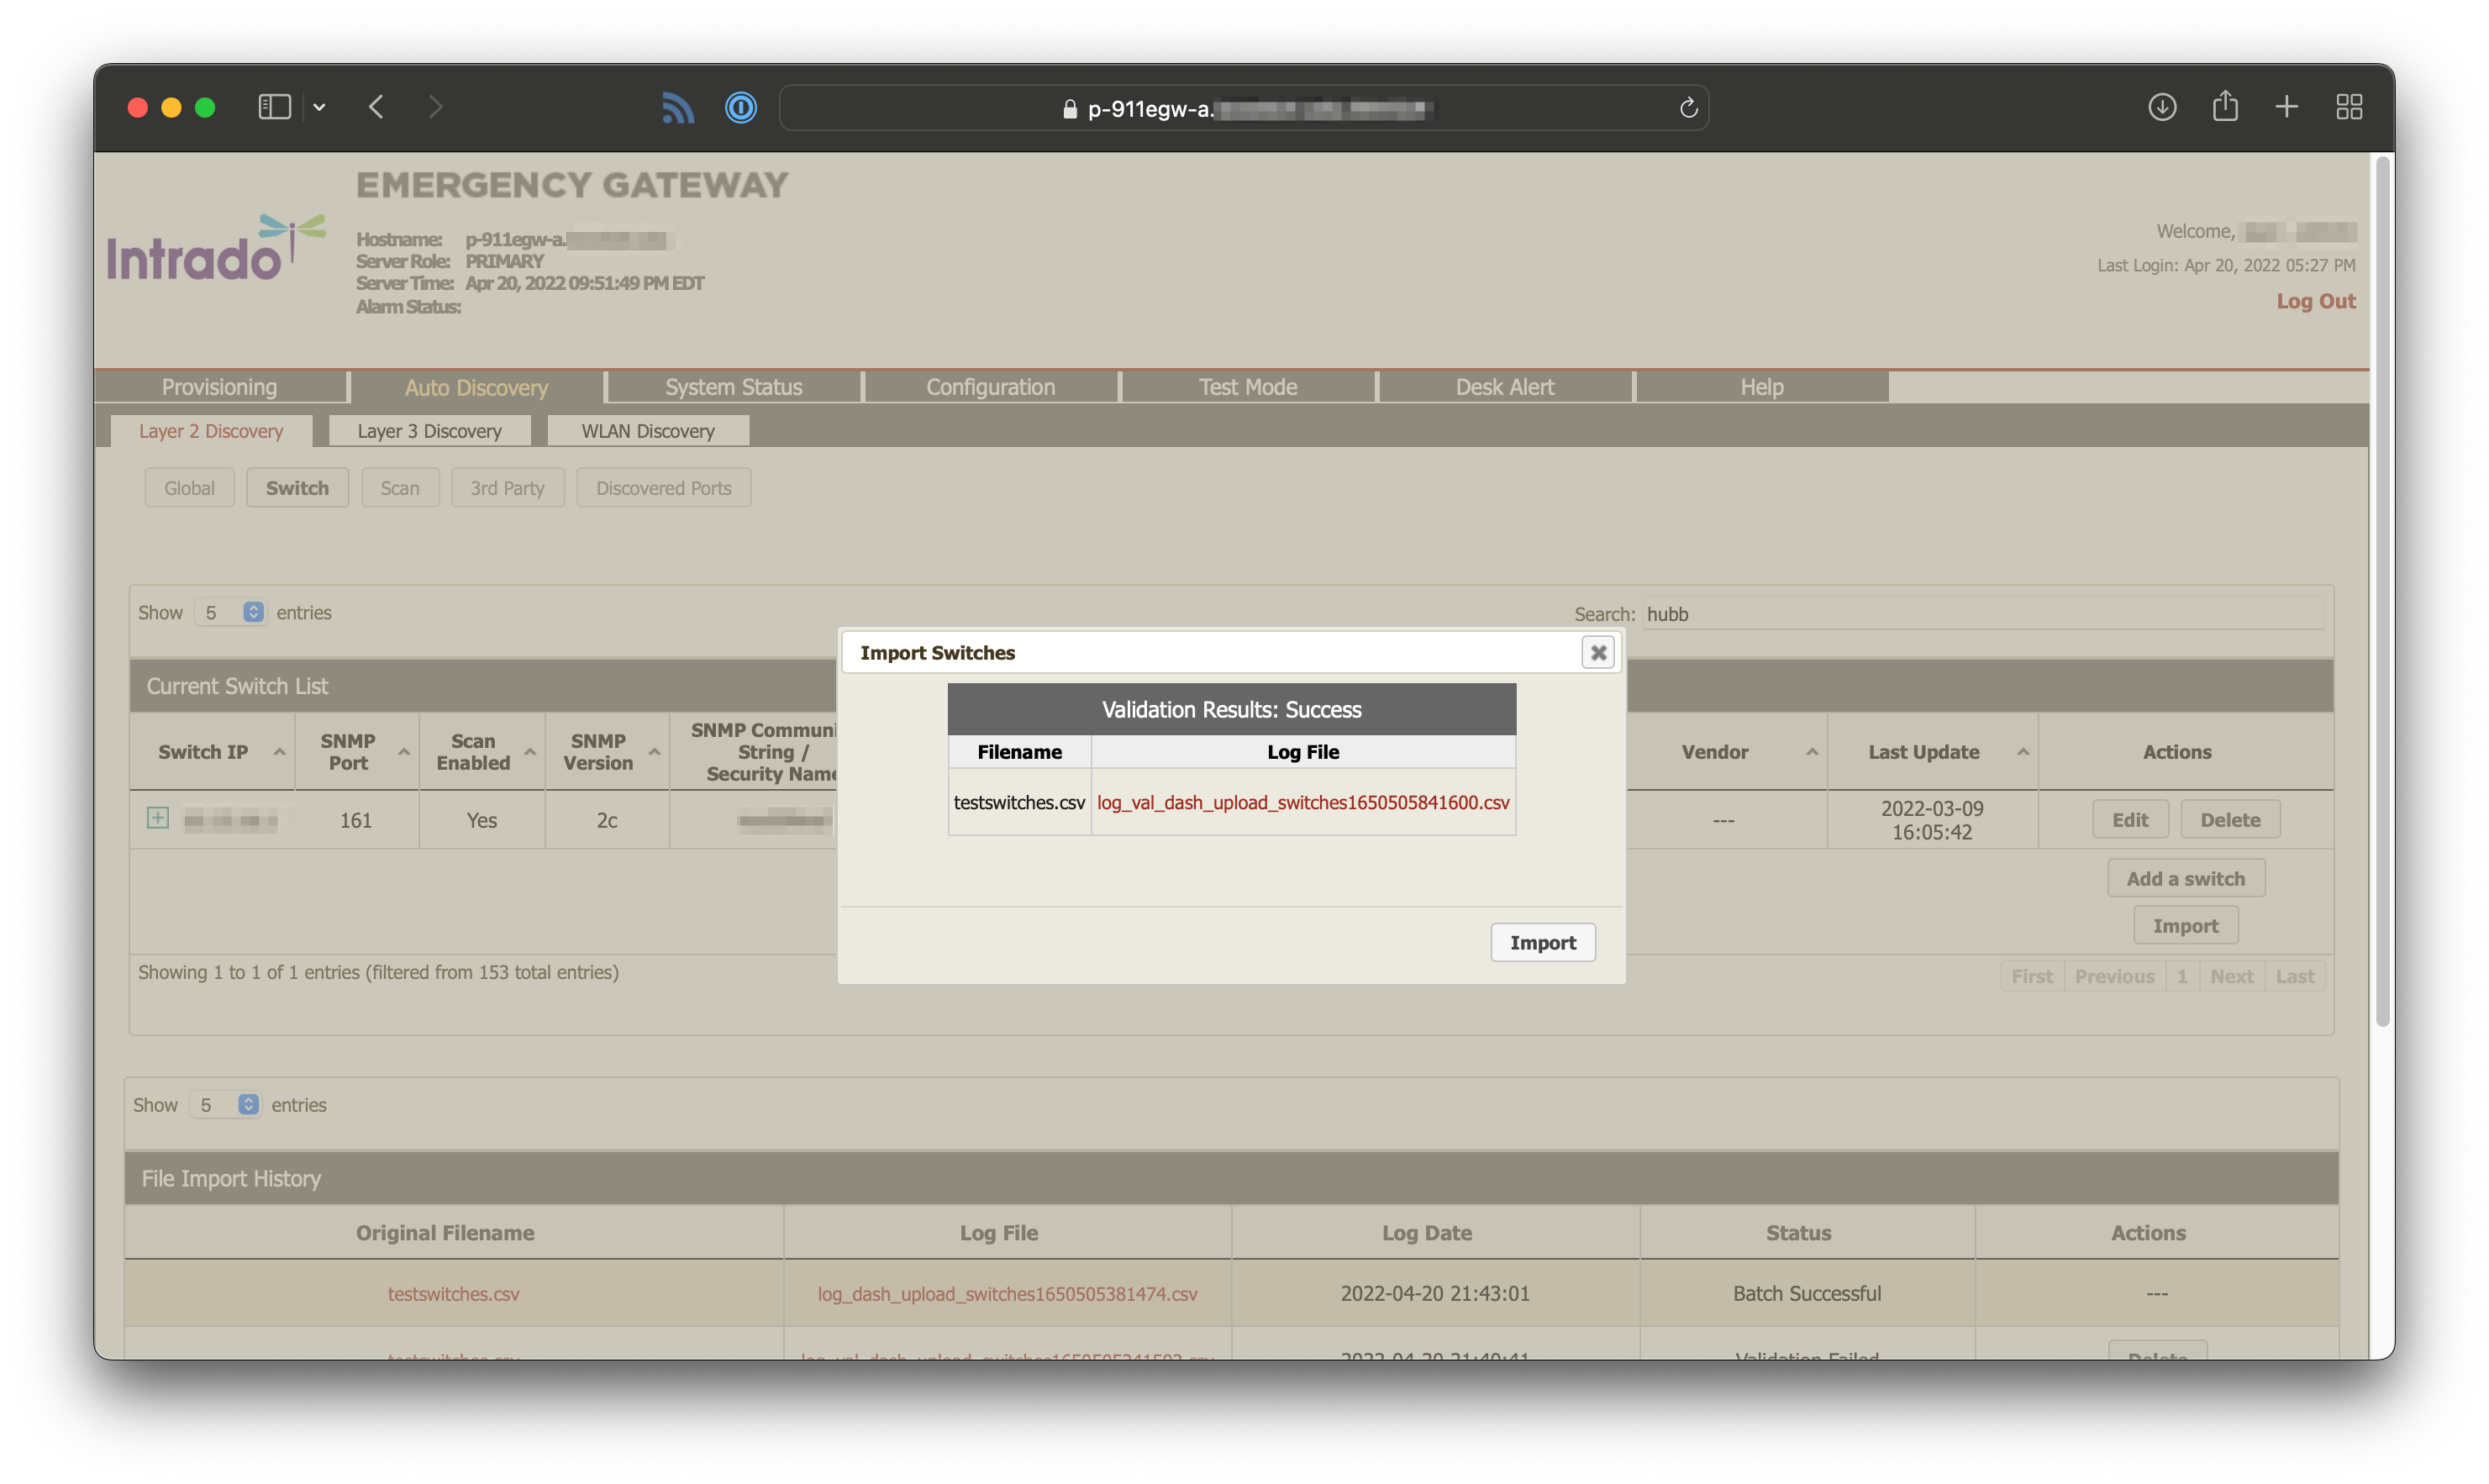 p-911egw-a.
EMERGENCY GATEWAY
Intrado
Hostname: p-911egw-a.
Server Role: PRIMARY
Server Time: Apr 20, 2022 09:51:49 PM EDT
Alarm Status:
Welcome,
Last Login: Apr 20, 2022 05:27 PM
Log Out
Provisioning Auto Discovery System Status Configuration Test Mode Desk Alert Help
Layer 2 Discovery Layer 3 Discovery WLAN Discovery
Global Switch Scan 3rd Party Discovered Ports
Show 5 entries
Search: hubb
Import Switches
Validation Results: Success
Filename Log File
testswitches.csv log_val_dash_upload_switches1650505841600.csv
Import
Current Switch List
Switch IP
SNMP
Port
Scan
Enabled
SNMP
Version
SNMP Communi
String /
Security Name
Vendor
Last Update
Actions
161 Yes 2c --- 2022-03-09
16:05:42
Edit Delete
Add a switch
Import
Showing 1 to 1 of 1 entries (filtered from 153 total entries)
First Previous 1 Next Last
Show 5 entries
File Import History
Original Filename Log File Log Date Status Actions
testswitches.csv log_dash_upload_switches1650505381474.csv 2022-04-20 21:43:01 Batch Successful ---
testswitches.csv 2022-04-20 21:40:41 Validation Failed Delete